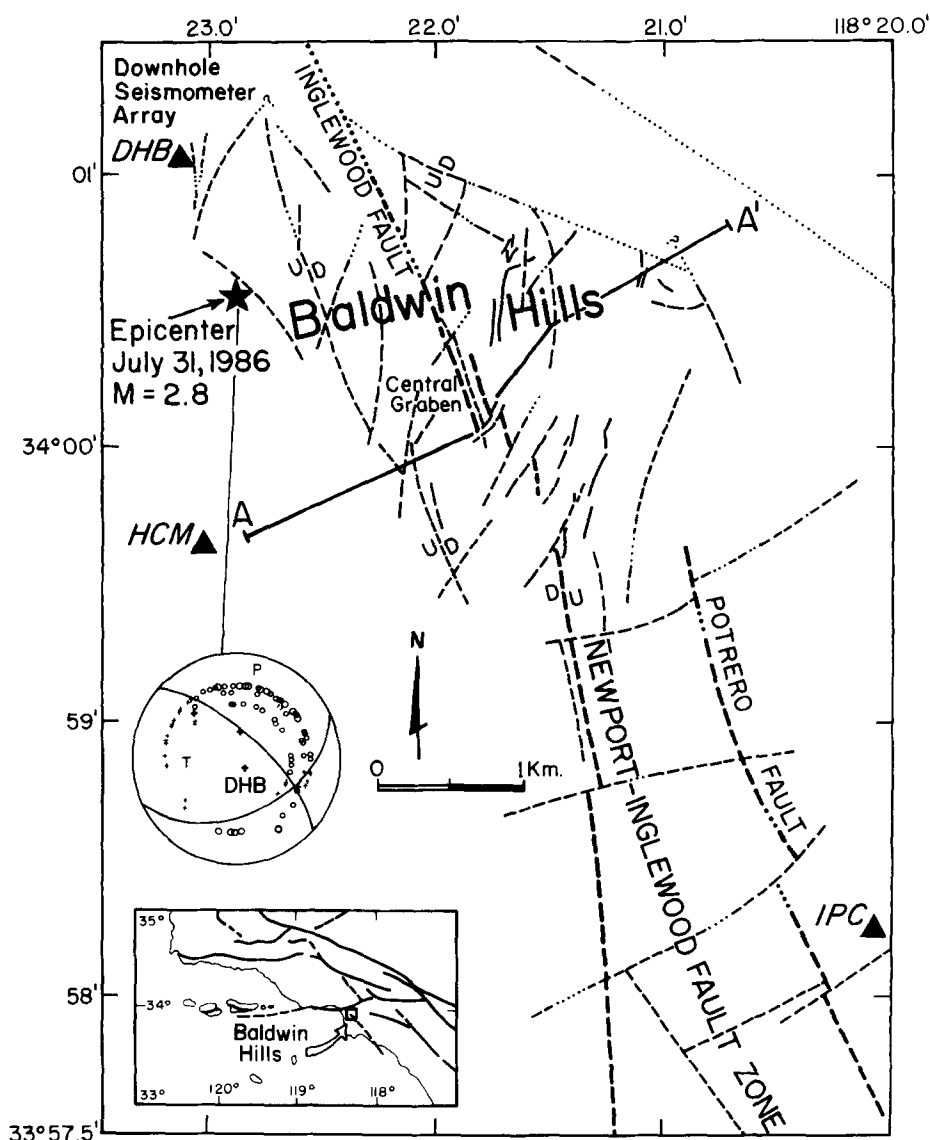 23.0'
22.0'
21.0'
118° 20.0'
Downhole
Seismometer
Array
DHB
INGLEWOOD FAULT
01'
U D
A'
U D
Baldwin Hills
Epicenter
July 31, 1986
M = 2.8
Central
Graben
34°00'
A
HCM
U D
D U
N
POTRERO FAULT
59'
P
T
DHB
0 1 Km.
NEWPORT-INGLEWOOD FAULT ZONE
IPC
35°
34°
Baldwin
Hills
33°
120°
119°
118°
58'
33°57.5'